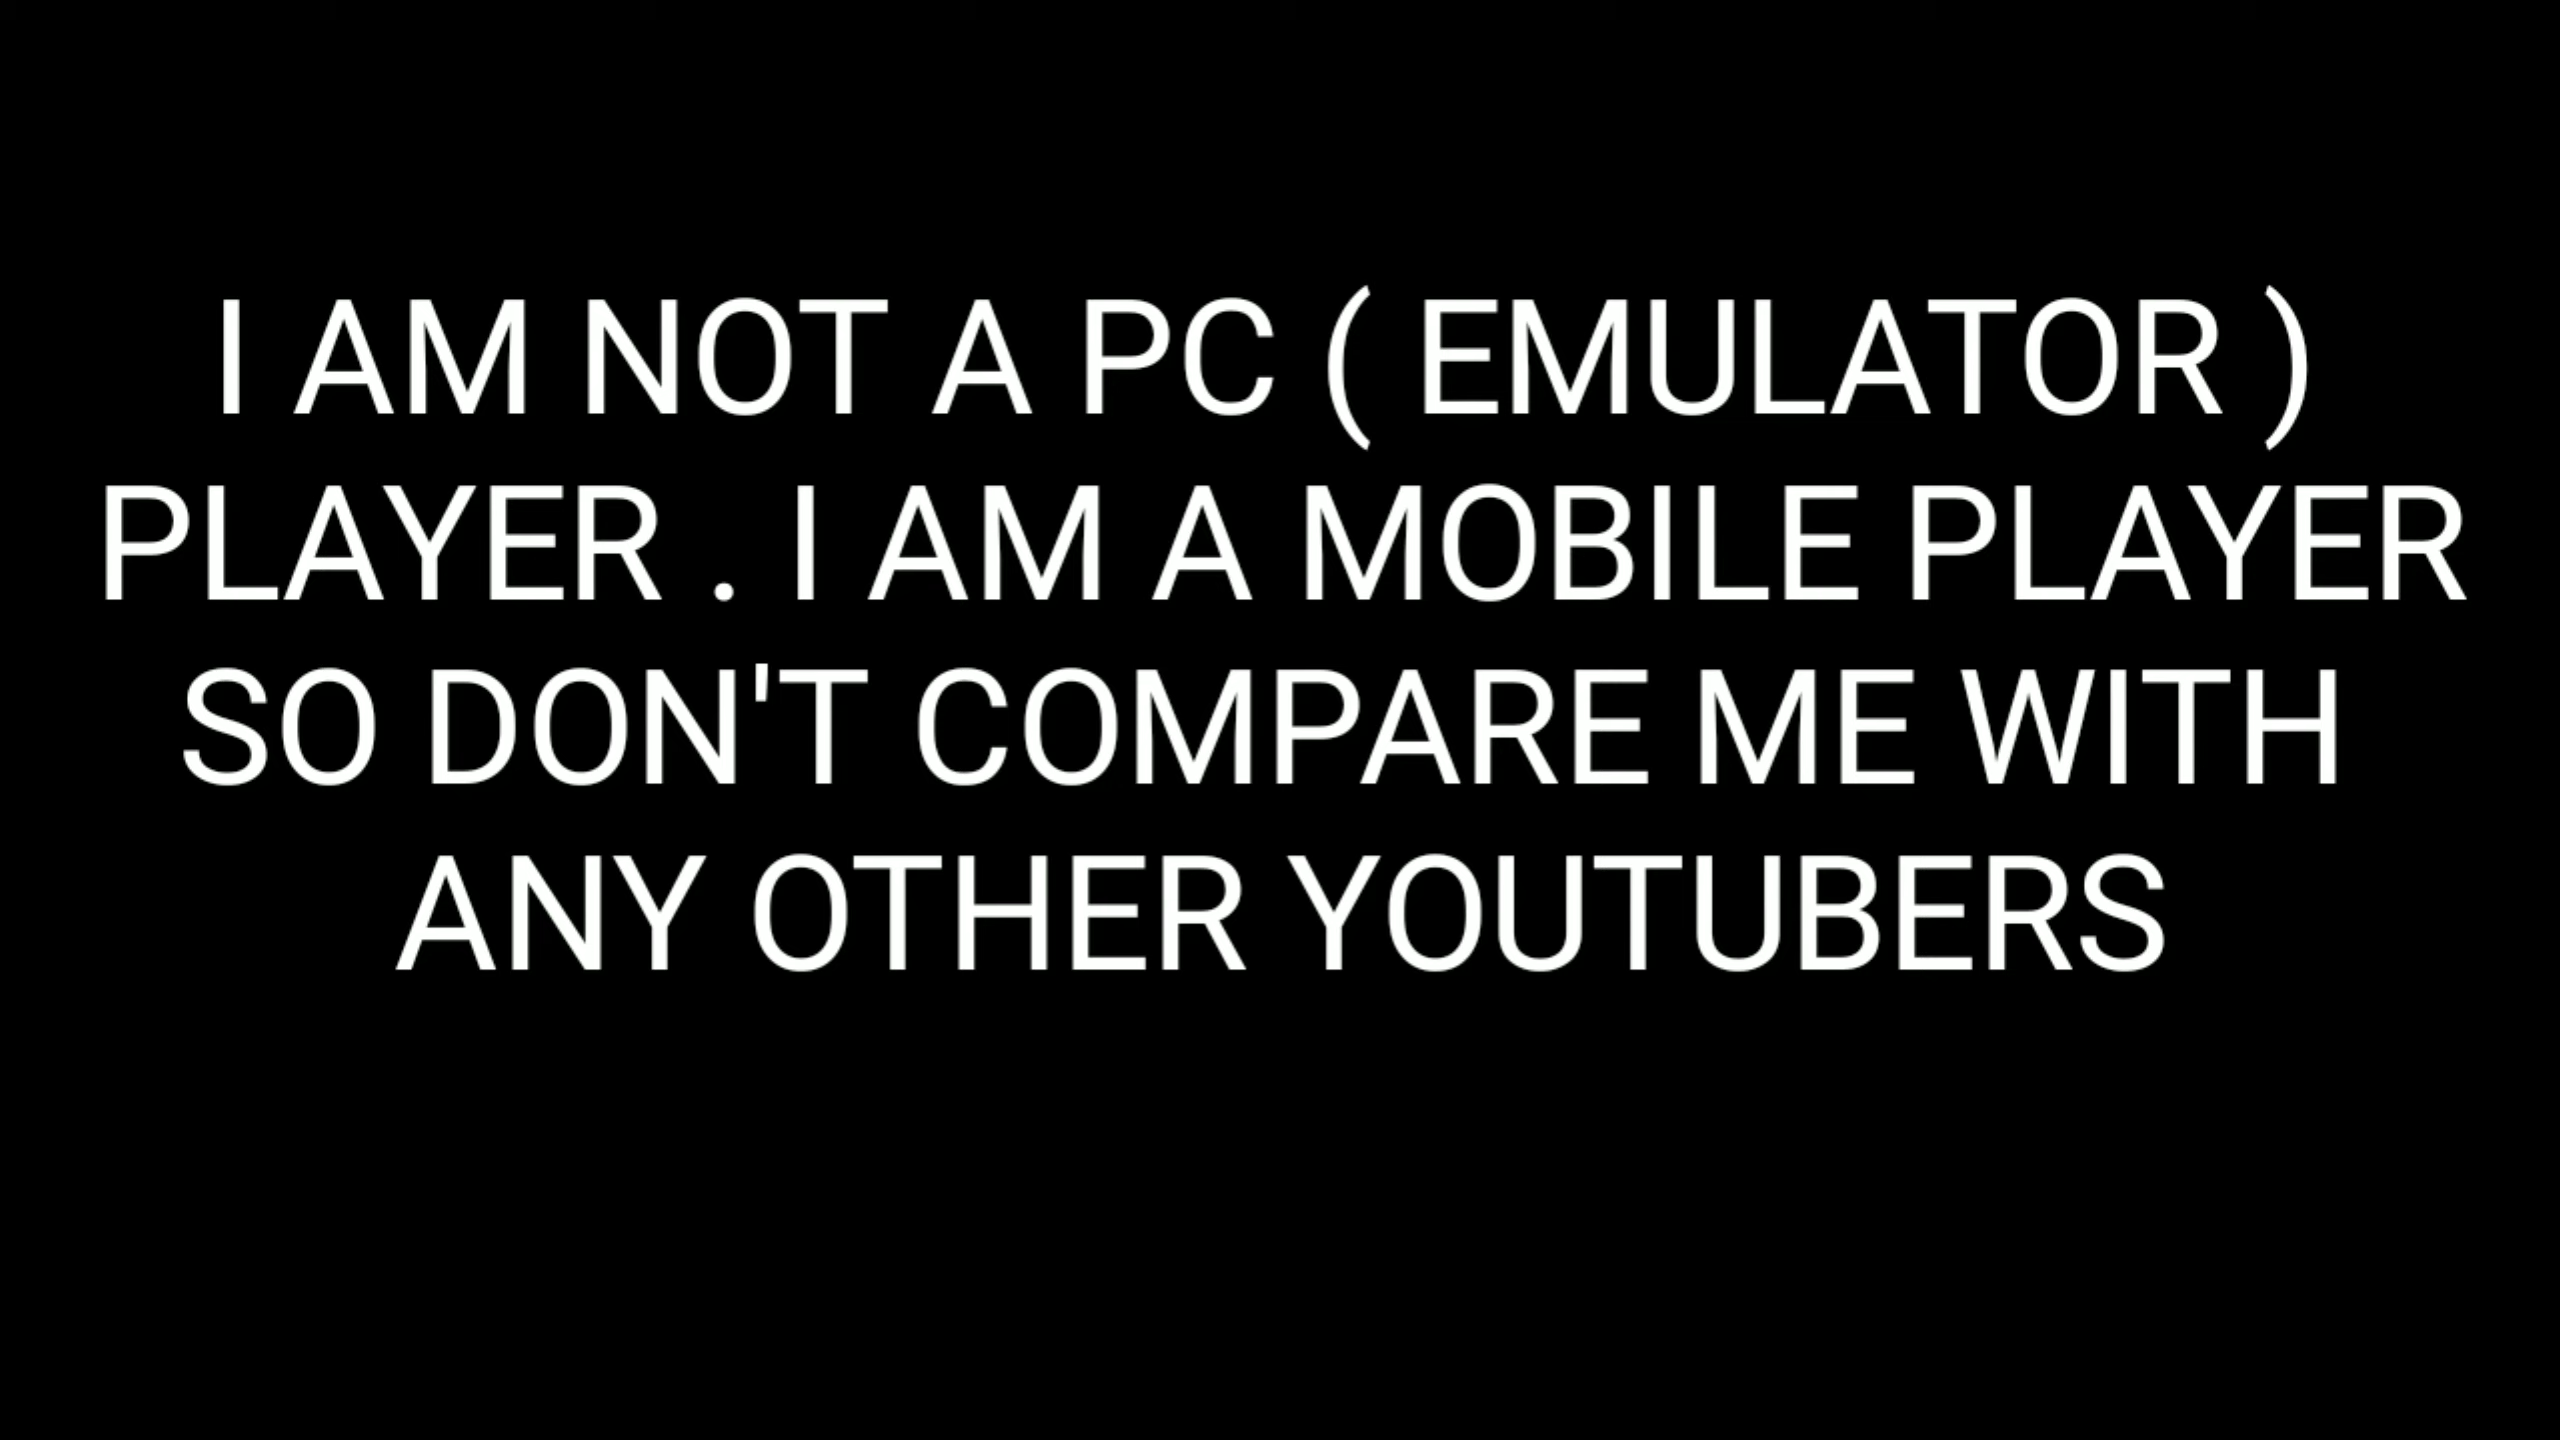 I AM NOT A PC ( EMULATOR )
PLAYER . I AM A MOBILE PLAYER
SO DON'T COMPARE ME WITH
ANY OTHER YOUTUBERS